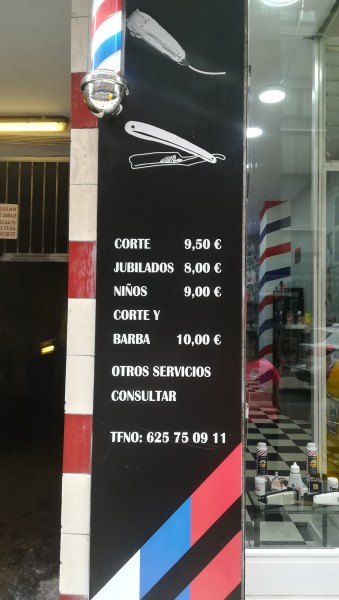 CORTE 9,50 €
JUBILADOS 8,00 €
NIÑOS 9,00 €
CORTE Y
BARBA 10,00 €
OTROS SERVICIOS
CONSULTAR
TFNO: 625 75 09 11